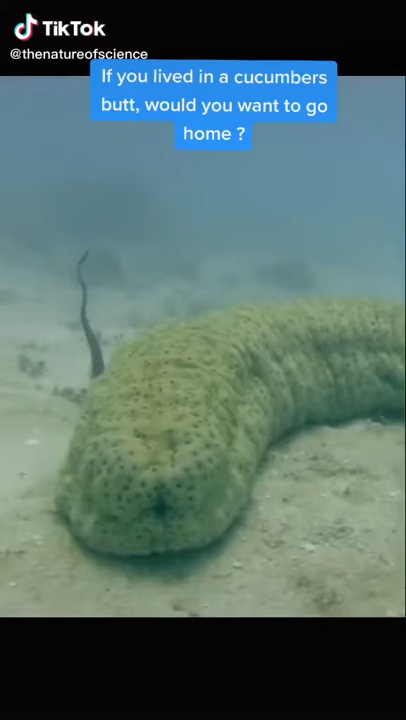 TikTok
@thenatureofscience
If you lived in a cucumbers
butt, would you want to go
home ?